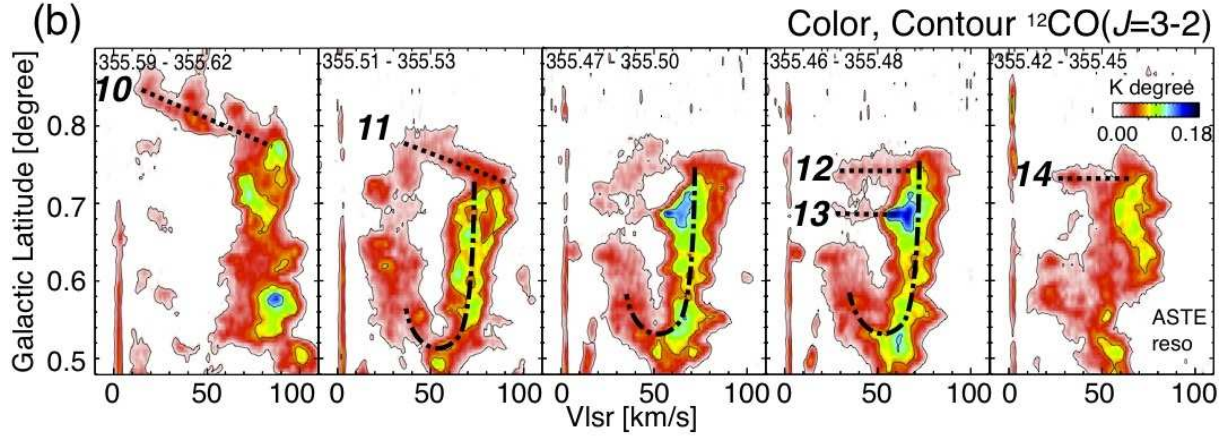 (b)
Color, Contour ¹²CO(J=3-2)
355.59 - 355.62
355.51 - 355.53
355.47 - 355.50
355.46 - 355.48
355.42 - 355.45
10
11
12
13
14
K degree
0.00 0.18
ASTE
reso
Galactic Latitude [degree]
0.8
0.7
0.6
0.5
0 50 100 0 50 100 0 50 100 0 50 100 0 50 100
Vlsr [km/s]